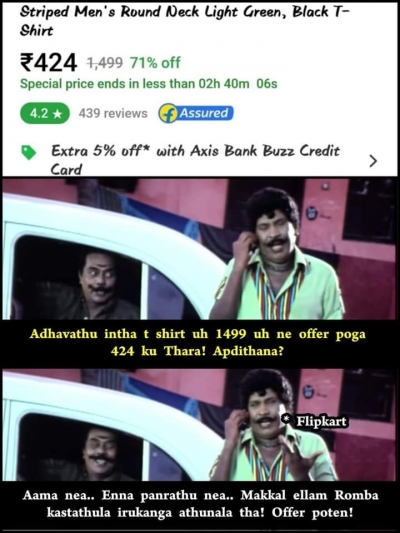 Striped Men's Round Neck Light Green, Black T-
Shirt
₹424 1,499 71% off
Special price ends in less than 02h 40m 06s
4.2 ★ 439 reviews f Assured
Extra 5% off* with Axis Bank Buzz Credit
Card
Adhavathu intha t shirt uh 1499 uh ne offer poga
424 ku Thara! Apdithana?
* Flipkart
Aama nea.. Enna panrathu nea.. Makkal ellam Romba
kastathula irukanga athunala tha! Offer poten!